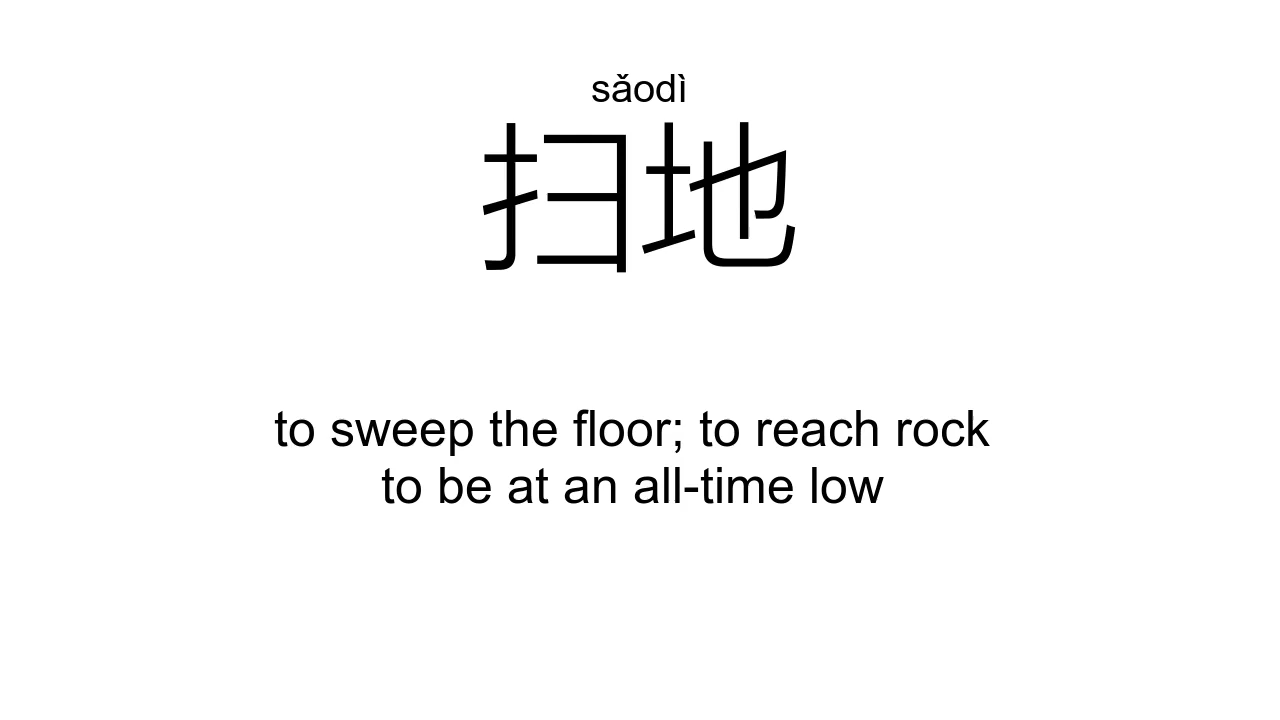 sǎodì
扫地
to sweep the floor; to reach rock
to be at an all-time low